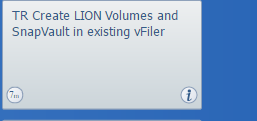 TR Create LION Volumes and
SnapVault in existing vFiler
7m i